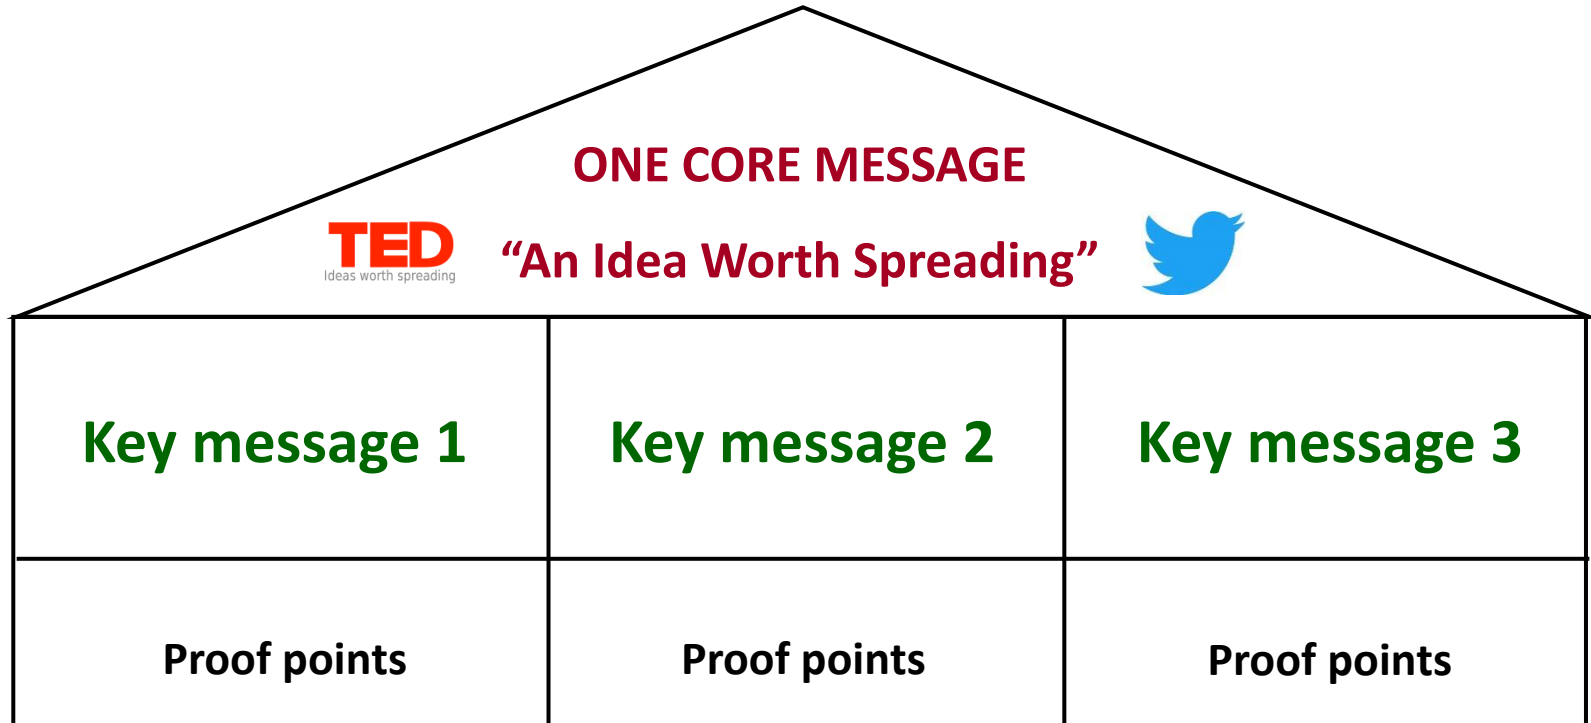 ONE CORE MESSAGE
TED
Ideas worth spreading
“An Idea Worth Spreading”
Key message 1
Key message 2
Key message 3
Proof points
Proof points
Proof points